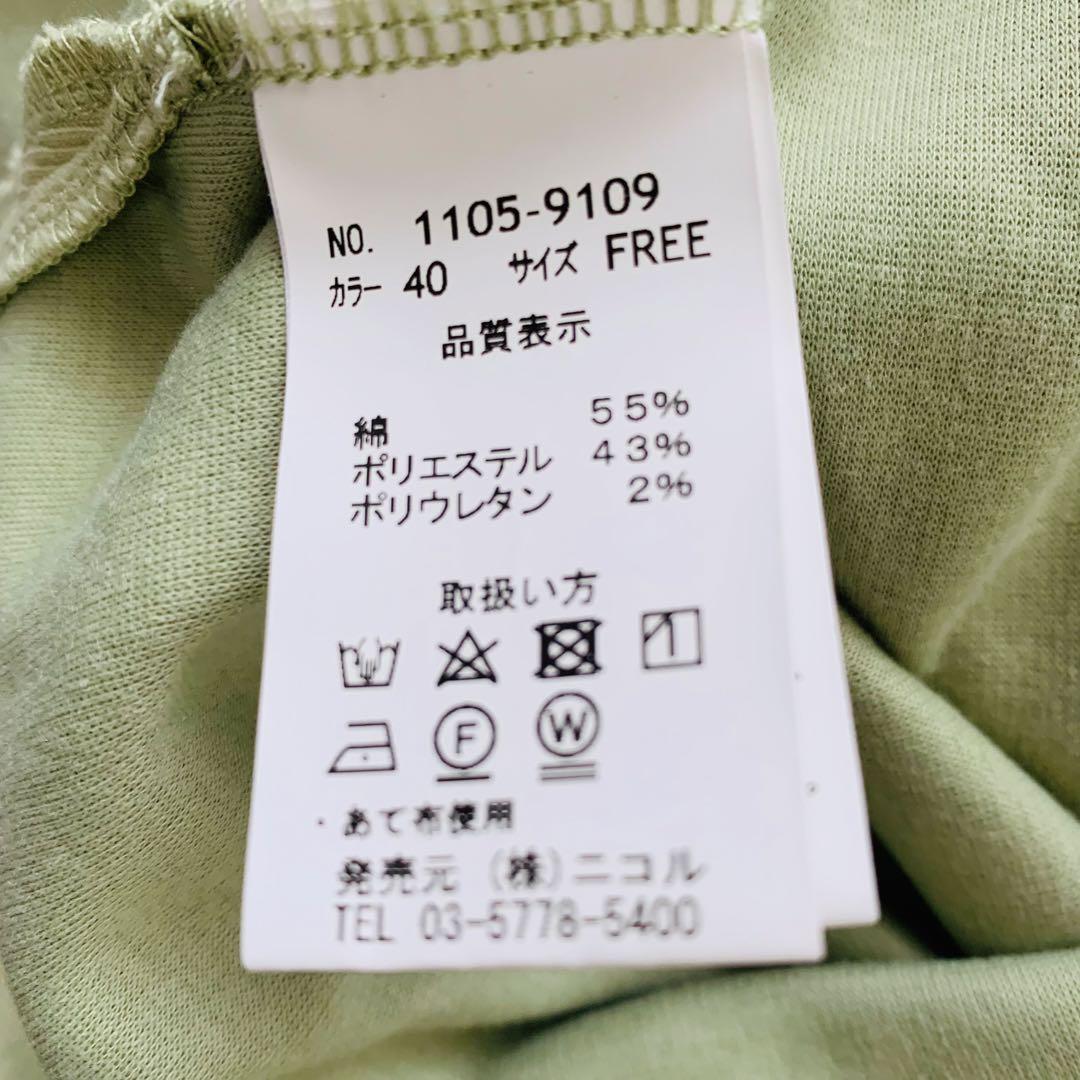 NO. 1105-9109
カラー 40 サイズ FREE
品質表示
綿 55%
ポリエステル 43%
ポリウレタン 2%
取扱い方
F W
・あて布使用
発売元 (株)ニコル
TEL 03-5778-5400